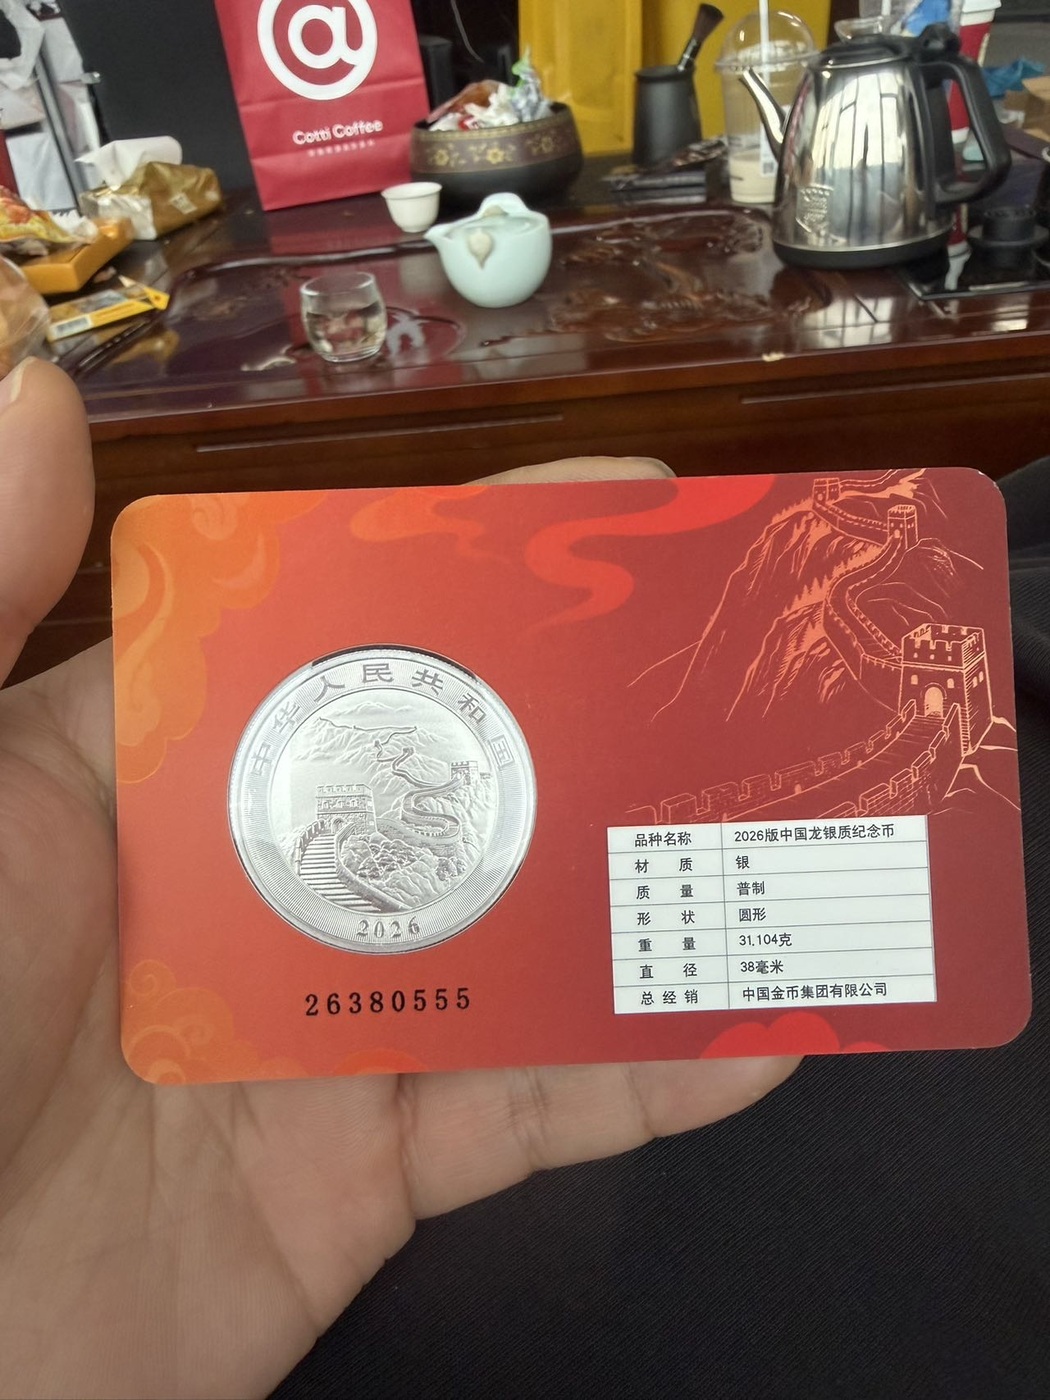 @
Cotti Coffee
中华人民共和国
2026
26380555
品种名称 2026版中国龙银质纪念币
材 质 银
质 量 普制
形 状 圆形
重 量 31.104克
直 径 38毫米
总 经 销 中国金币集团有限公司